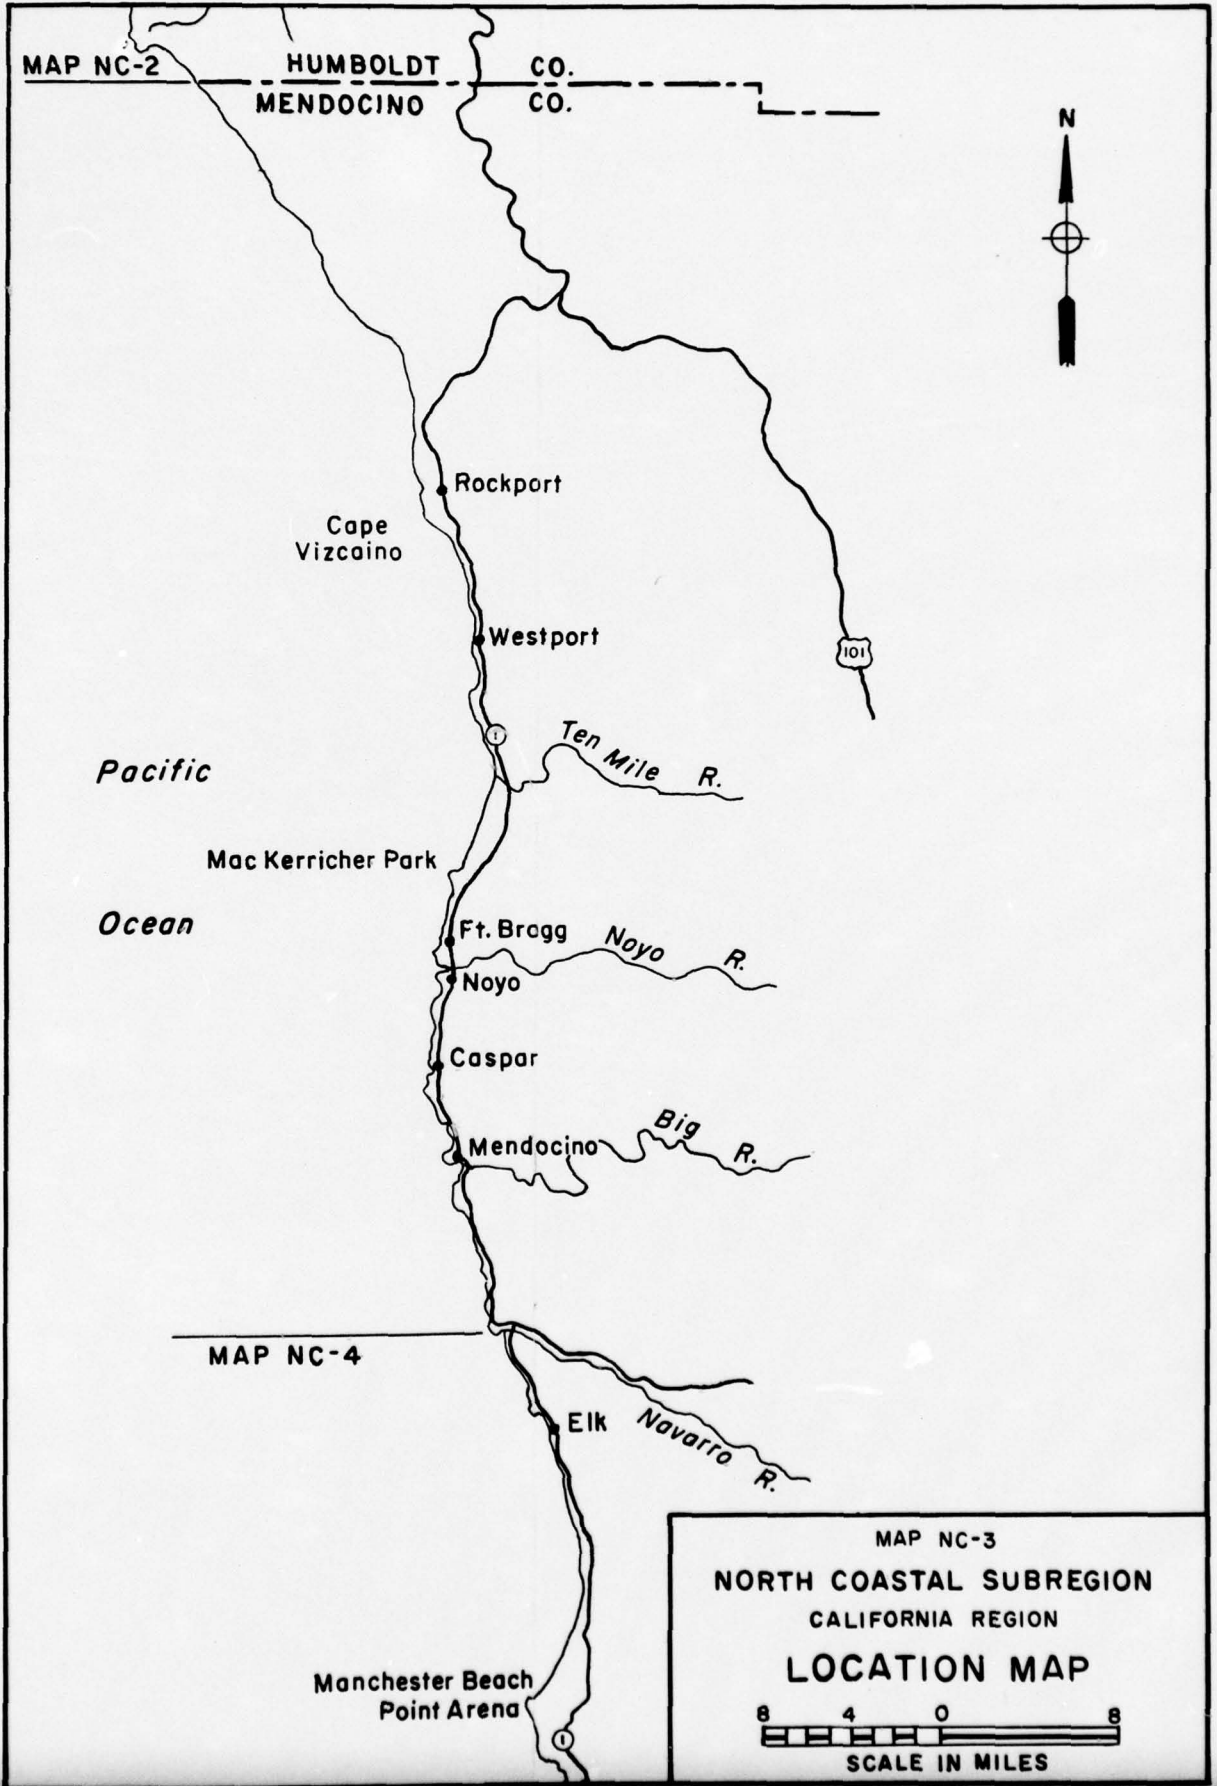 MAP NC-2
HUMBOLDT CO.
MENDOCINO CO.
N
Rockport
Cape
Vizcaino
Westport
101
1
Ten Mile R.
Pacific
Mac Kerricher Park
Ocean
Ft. Bragg
Noyo R.
Noyo
Caspar
Big R.
Mendocino
MAP NC-4
Elk
Navarro R.
Manchester Beach
Point Arena
1
MAP NC-3
NORTH COASTAL SUBREGION
CALIFORNIA REGION
LOCATION MAP
8 4 0 8
SCALE IN MILES